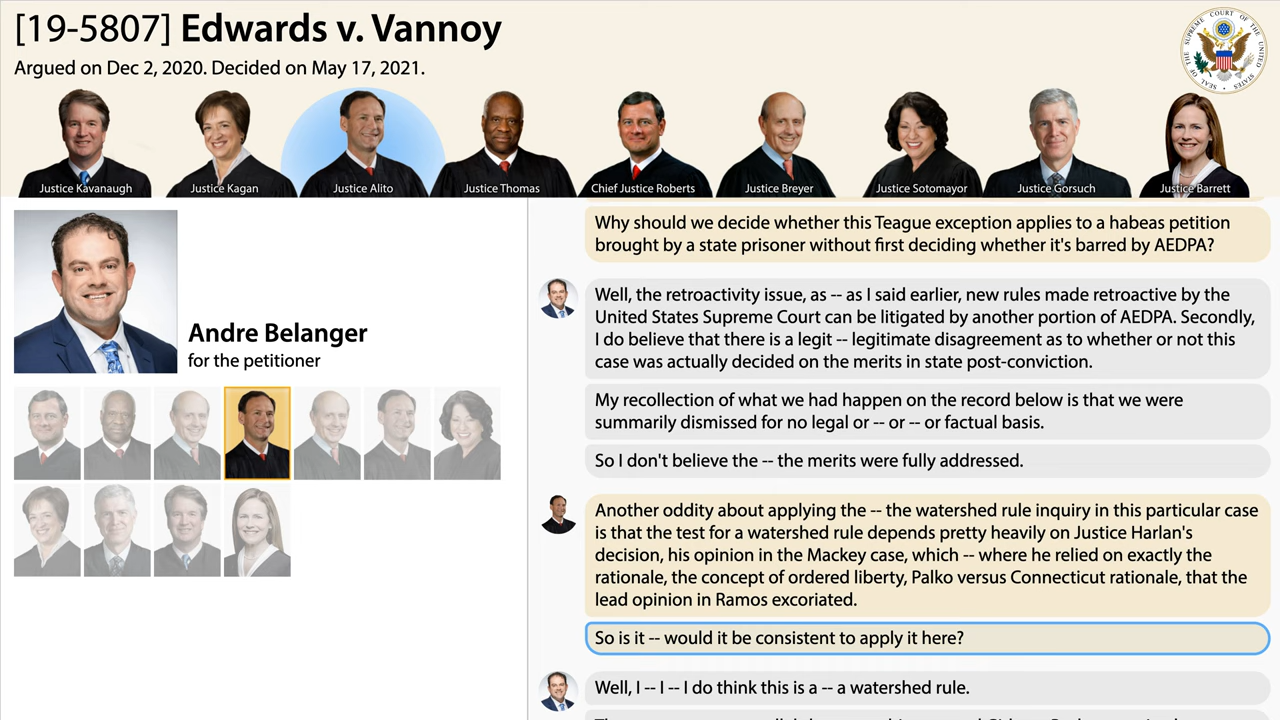 [19-5807] Edwards v. Vannoy
Argued on Dec 2, 2020. Decided on May 17, 2021.
SEAL OF THE SUPREME COURT OF THE UNITED STATES
Justice Kavanaugh
Justice Kagan
Justice Alito
Justice Thomas
Chief Justice Roberts
Justice Breyer
Justice Sotomayor
Justice Gorsuch
Justice Barrett
Andre Belanger
for the petitioner
Why should we decide whether this Teague exception applies to a habeas petition
brought by a state prisoner without first deciding whether it's barred by AEDPA?
Well, the retroactivity issue, as -- as I said earlier, new rules made retroactive by the
United States Supreme Court can be litigated by another portion of AEDPA. Secondly,
I do believe that there is a legit -- legitimate disagreement as to whether or not this
case was actually decided on the merits in state post-conviction.
My recollection of what we had happen on the record below is that we were
summarily dismissed for no legal or -- or -- or factual basis.
So I don't believe the -- the merits were fully addressed.
Another oddity about applying the -- the watershed rule inquiry in this particular case
is that the test for a watershed rule depends pretty heavily on Justice Harlan's
decision, his opinion in the Mackey case, which -- where he relied on exactly the
rationale, the concept of ordered liberty, Palko versus Connecticut rationale, that the
lead opinion in Ramos excoriated.
So is it -- would it be consistent to apply it here?
Well, I -- I -- I do think this is a -- a watershed rule.